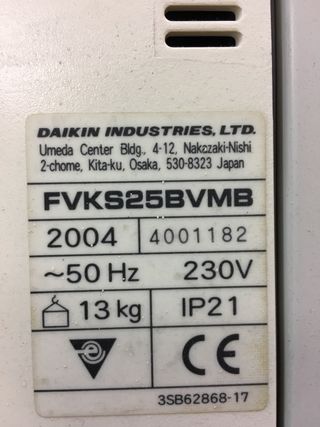 DAIKIN INDUSTRIES, LTD.
Umeda Center Bldg., 4-12, Nakazaki-Nishi
2-chome, Kita-ku, Osaka, 530-8323 Japan
FVKS25BVMB
2004 4001182
~50 Hz 230V
13 kg IP21
e CE
3SB62868-17